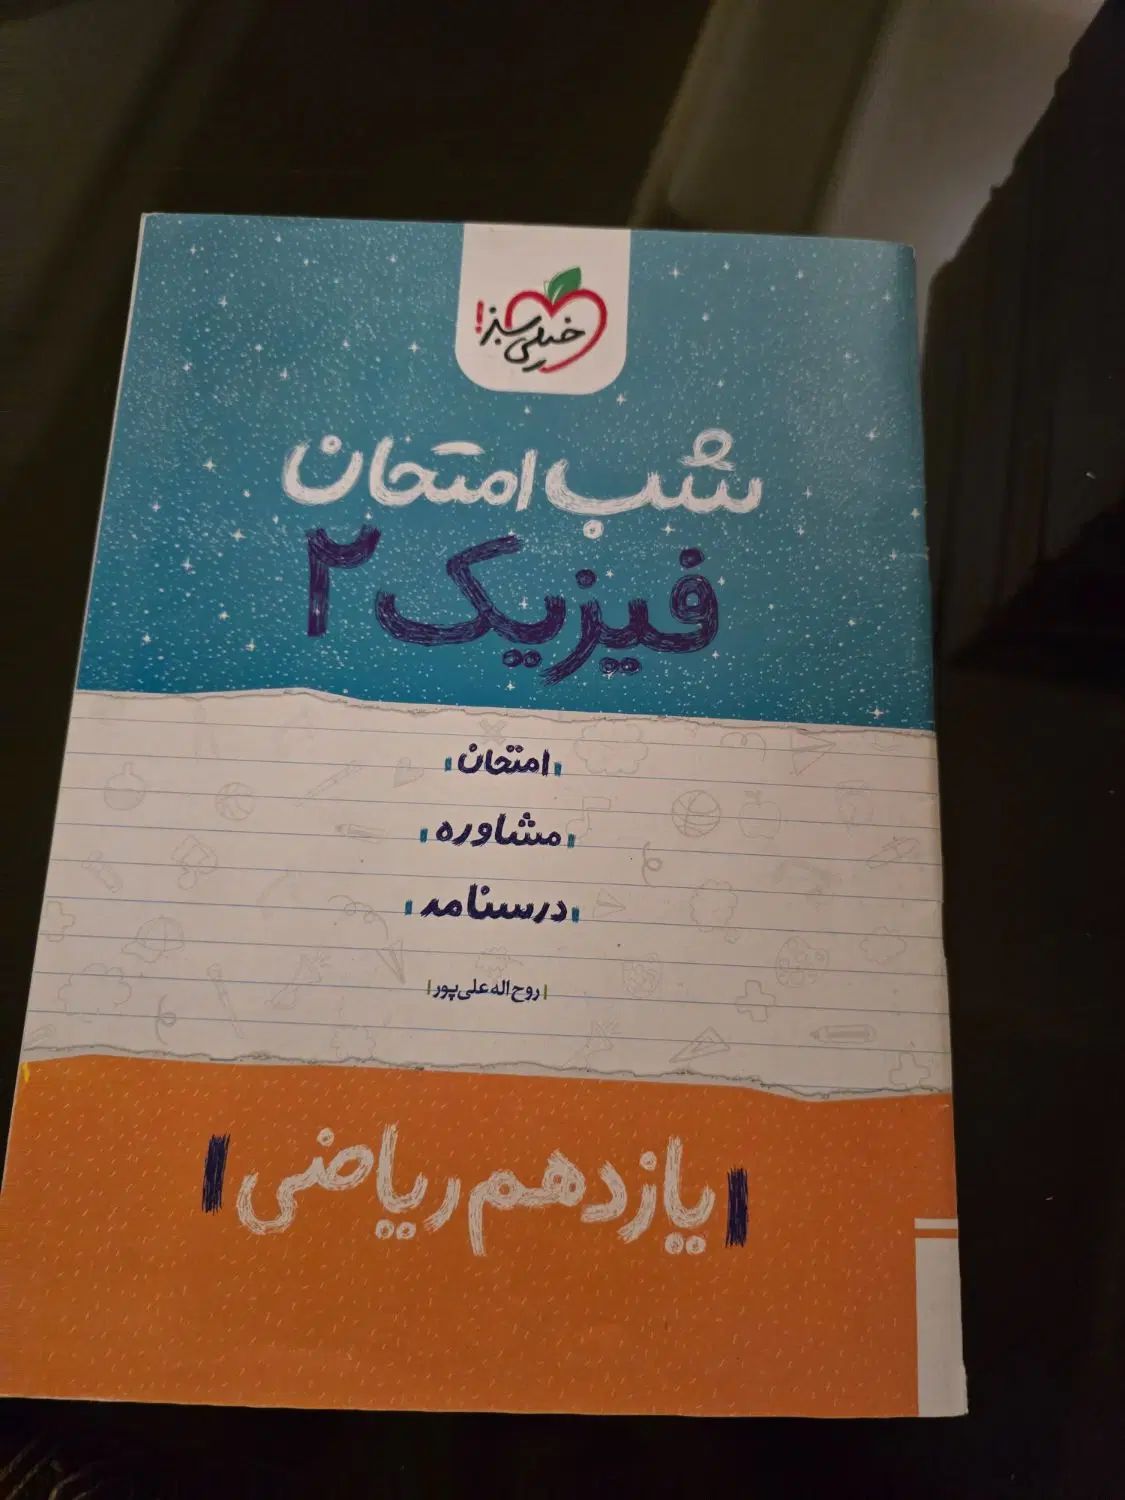 خیلی سبز!
شب امتحان
فیزیک ۲
امتحان
مشاوره
درسنامه
روح اله علی‌پور
یازدهم ریاضی